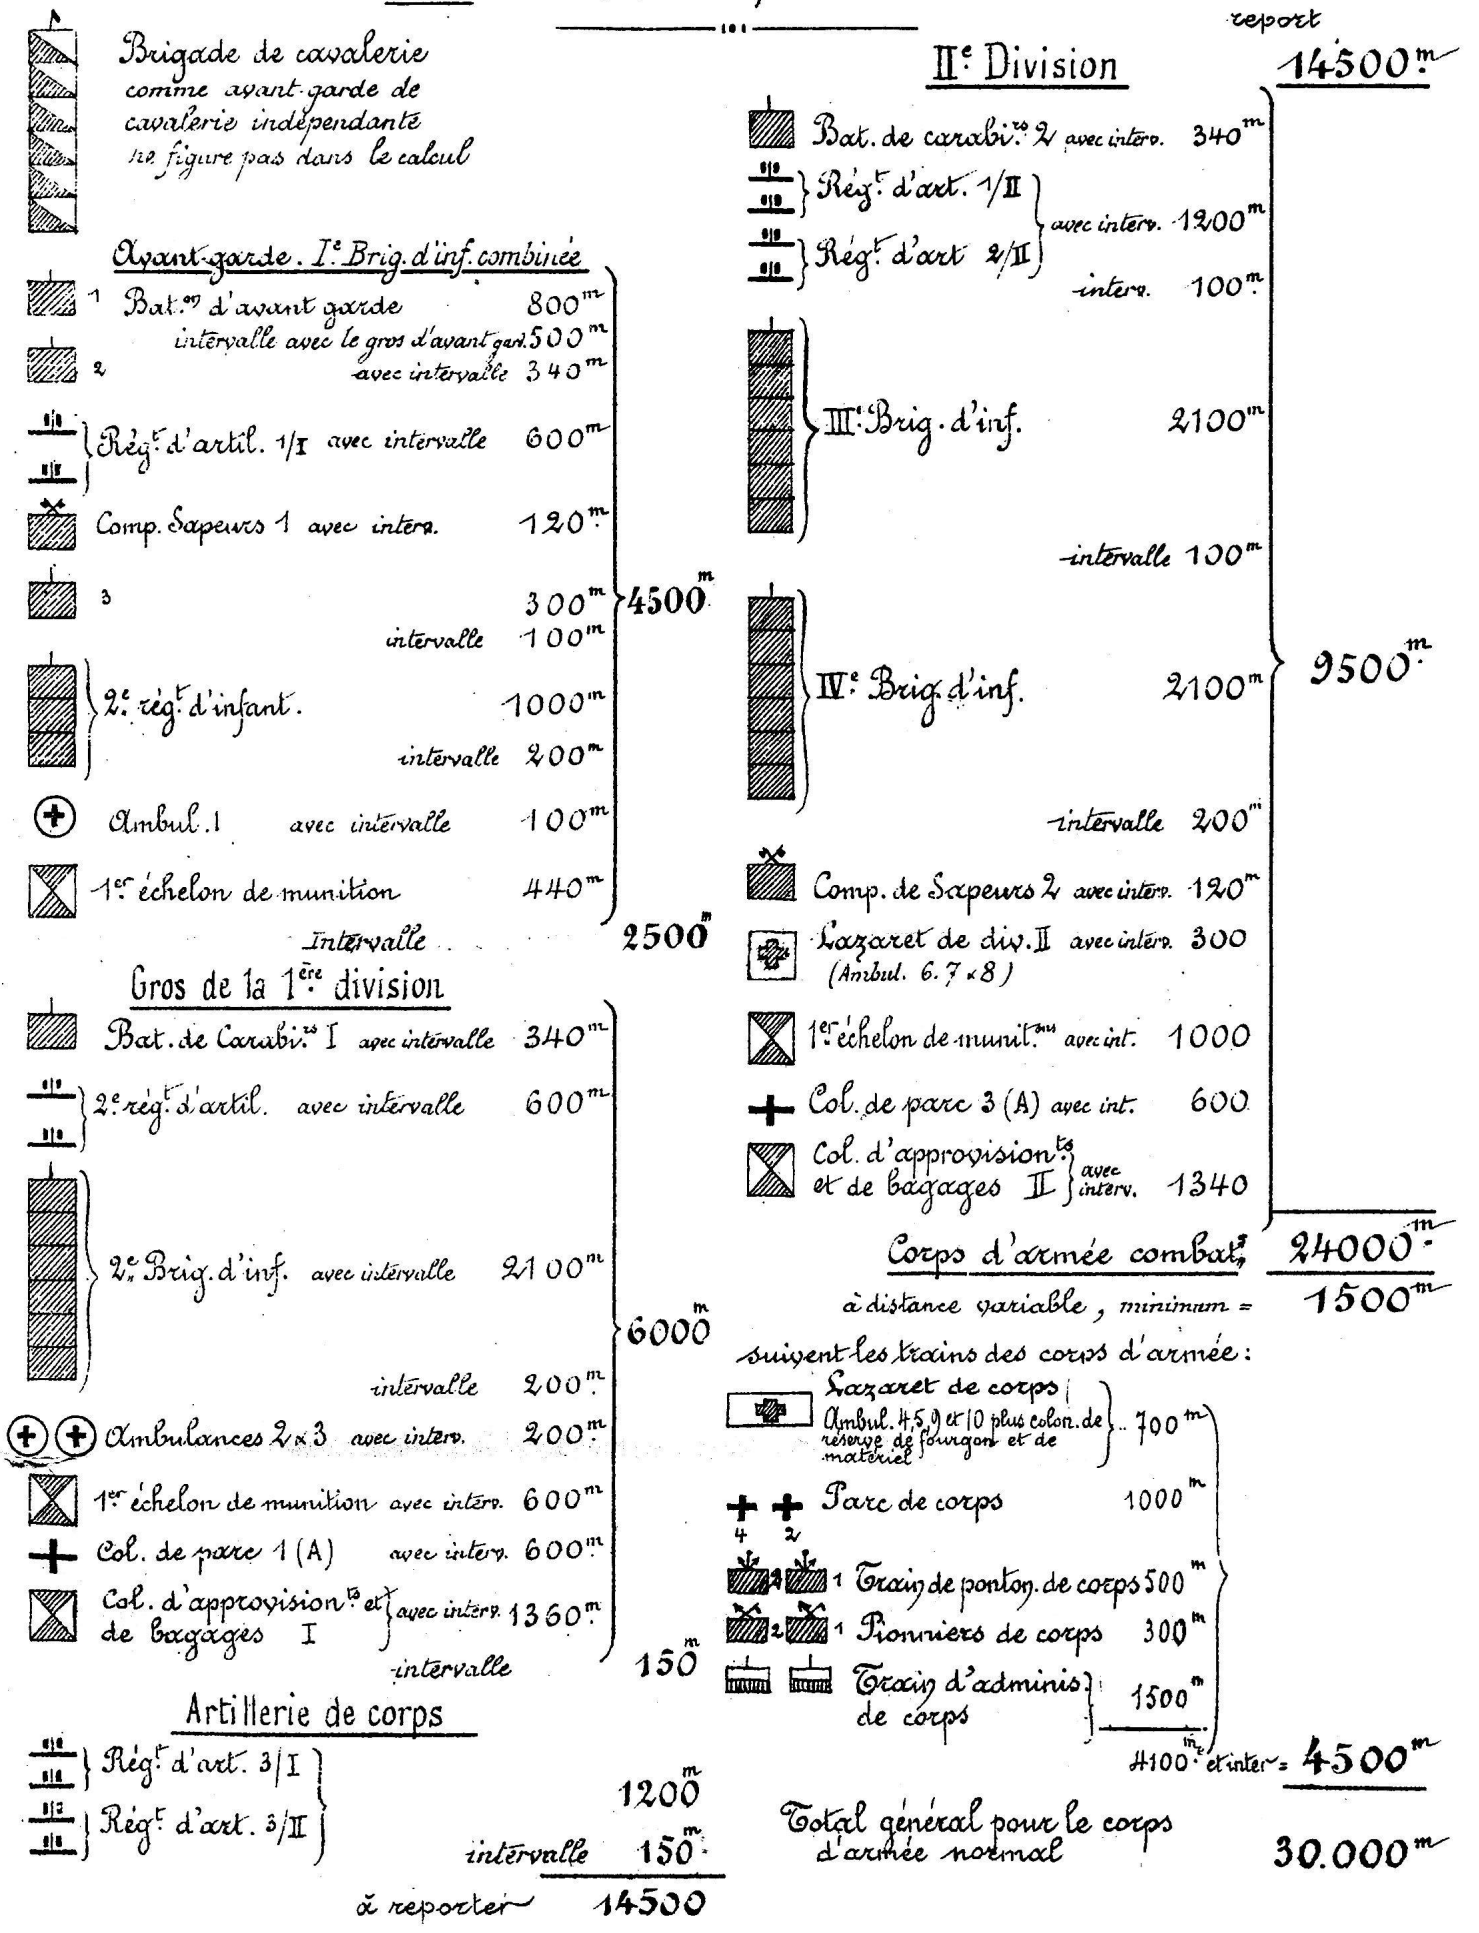 Brigade de cavalerie
comme avant-garde de
cavalerie indépendante
ne figure pas dans le calcul
Avant-garde. Iᵉ Brig. d'inf. combinée
1 Bat.ᵒⁿ d'avant garde 800ᵐ
intervalle avec le gros d'avant gard. 500ᵐ
2 avec intervalle 340ᵐ
Régᵗ. d'artil. 1/I avec intervalle 600ᵐ
Comp. Sapeurs 1 avec interv. 120ᵐ
3 300ᵐ
4500ᵐ
intervalle 100ᵐ
2ᵉ régᵗ. d'infant. 1000ᵐ
intervalle 200ᵐ
Ambul. 1 avec intervalle 100ᵐ
1ᵉʳ échelon de munition 440ᵐ
Intervalle 2500ᵐ
Gros de la 1ᵉʳᵉ division
Bat. de Carabi.ʳˢ I avec intervalle 340ᵐ
2ᵉ régᵗ. d'artil. avec intervalle 600ᵐ
2ᵉ Brig. d'inf. avec intervalle 2100ᵐ
6000ᵐ
intervalle 200ᵐ
Ambulances 2 x 3 avec interv. 200ᵐ
1ᵉʳ échelon de munition avec interv. 600ᵐ
Col. de parc 1 (A) avec interv. 600ᵐ
Col. d'approvision.ᵗˢ et
de bagages I avec interv. 1360ᵐ
intervalle 150ᵐ
Artillerie de corps
Régᵗ. d'art. 3/I
1200ᵐ
Régᵗ. d'art. 3/II
intervalle 150ᵐ
à reporter 14500
report
IIᵉ Division 14500ᵐ
Bat. de carabi.ʳˢ 2 avec interv. 340ᵐ
Régᵗ. d'art. 1/II
avec interv. 1200ᵐ
Régᵗ. d'art 2/II
interv. 100ᵐ
IIIᵉ Brig. d'inf. 2100ᵐ
intervalle 100ᵐ
9500ᵐ
IVᵉ Brig. d'inf. 2100ᵐ
intervalle 200ᵐ
Comp. de Sapeurs 2 avec interv. 120ᵐ
Lazaret de div. II avec interv. 300
(Ambul. 6. 7 x 8)
1ᵉʳ échelon de munit.ᵒⁿˢ avec int. 1000
Col. de parc 3 (A) avec int. 600
Col. d'approvision.ᵗˢ
et de bagages II avec interv. 1340
Corps d'armée combat.ᵗ 24000ᵐ
à distance variable, minimum = 1500ᵐ
suivent les trains des corps d'armée :
Lazaret de corps
Ambul. 4, 5, 9 et 10 plus colon. de
réserve de fourgon et de
matériel .. 700ᵐ
Parc de corps 1000ᵐ
4 2
2 1 Train de ponton. de corps 500ᵐ
2 1 Pionniers de corps 300ᵐ
Train d'adminis.
de corps 1500ᵐ
4100ᵐ et inter = 4500ᵐ
Total général pour le corps
d'armée normal 30.000ᵐ